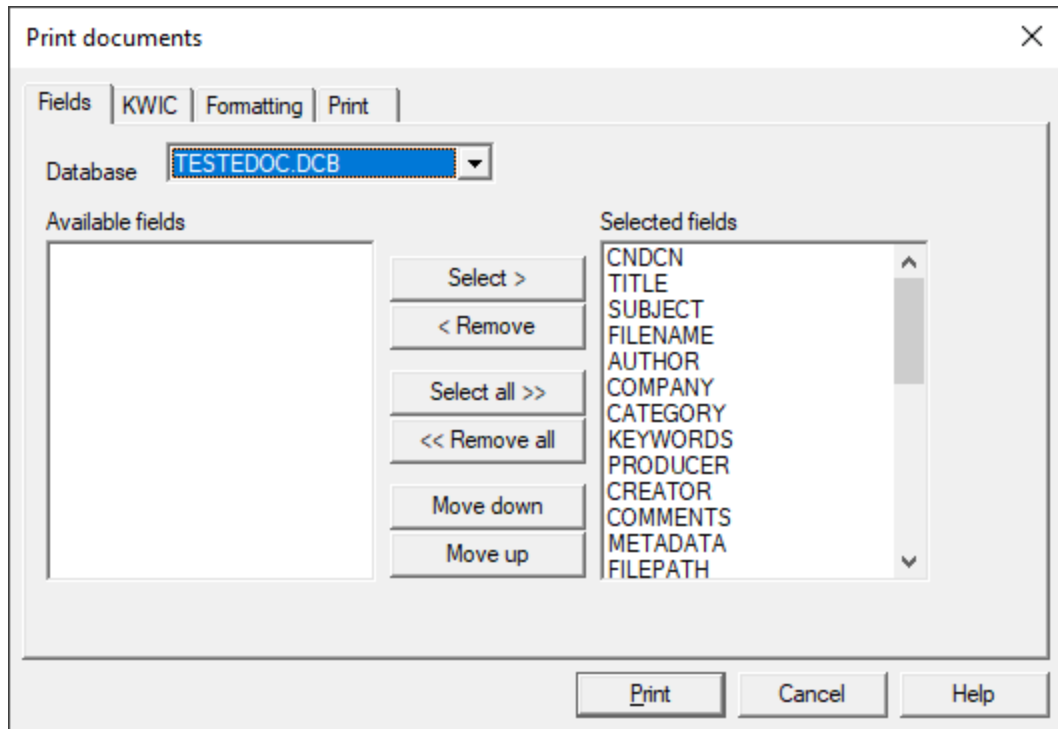 Print documents
Fields KWIC Formatting Print
Database TESTEDOC.DCB
Available fields
Select >
< Remove
Select all >>
<< Remove all
Move down
Move up
Selected fields
CNDCN
TITLE
SUBJECT
FILENAME
AUTHOR
COMPANY
CATEGORY
KEYWORDS
PRODUCER
CREATOR
COMMENTS
METADATA
FILEPATH
Print Cancel Help